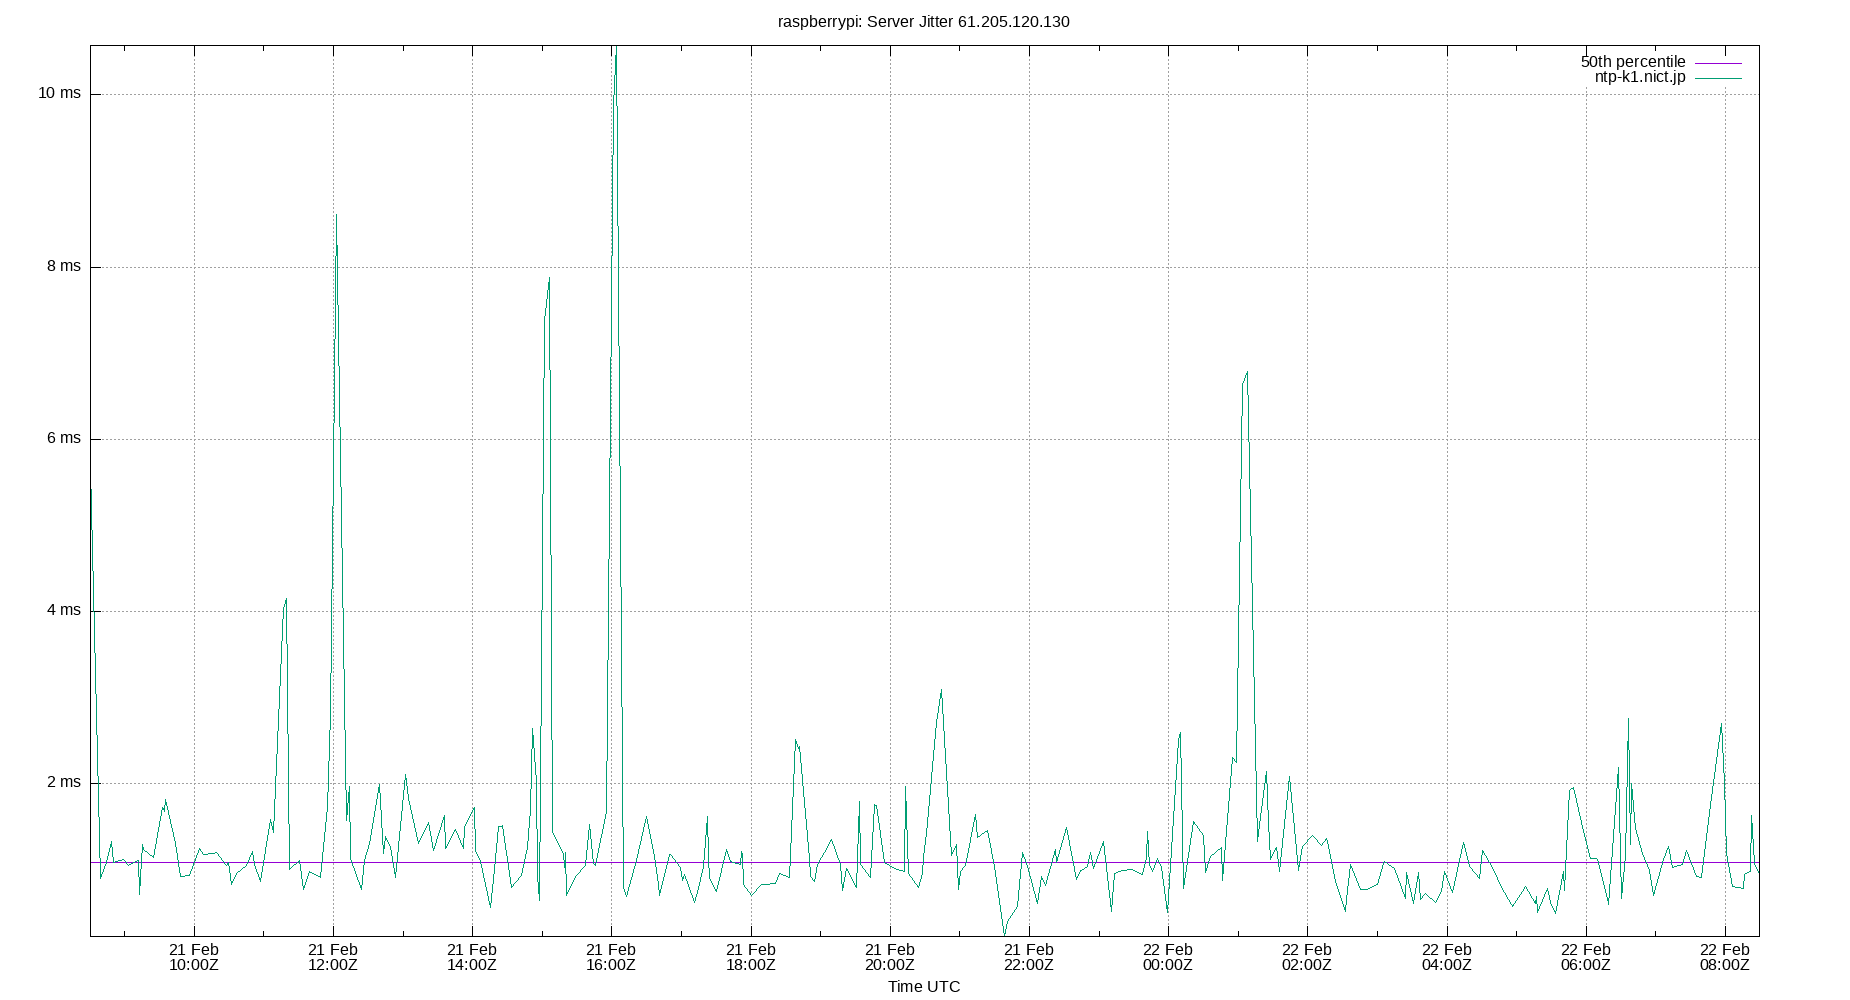 raspberrypi: Server Jitter 61.205.120.130
50th percentile
ntp-k1.nict.jp
10 ms
8 ms
6 ms
4 ms
2 ms
21 Feb 21 Feb 21 Feb 21 Feb 21 Feb 21 Feb 21 Feb 22 Feb 22 Feb 22 Feb 22 Feb 22 Feb
10:00Z 12:00Z 14:00Z 16:00Z 18:00Z 20:00Z 22:00Z 00:00Z 02:00Z 04:00Z 06:00Z 08:00Z
Time UTC